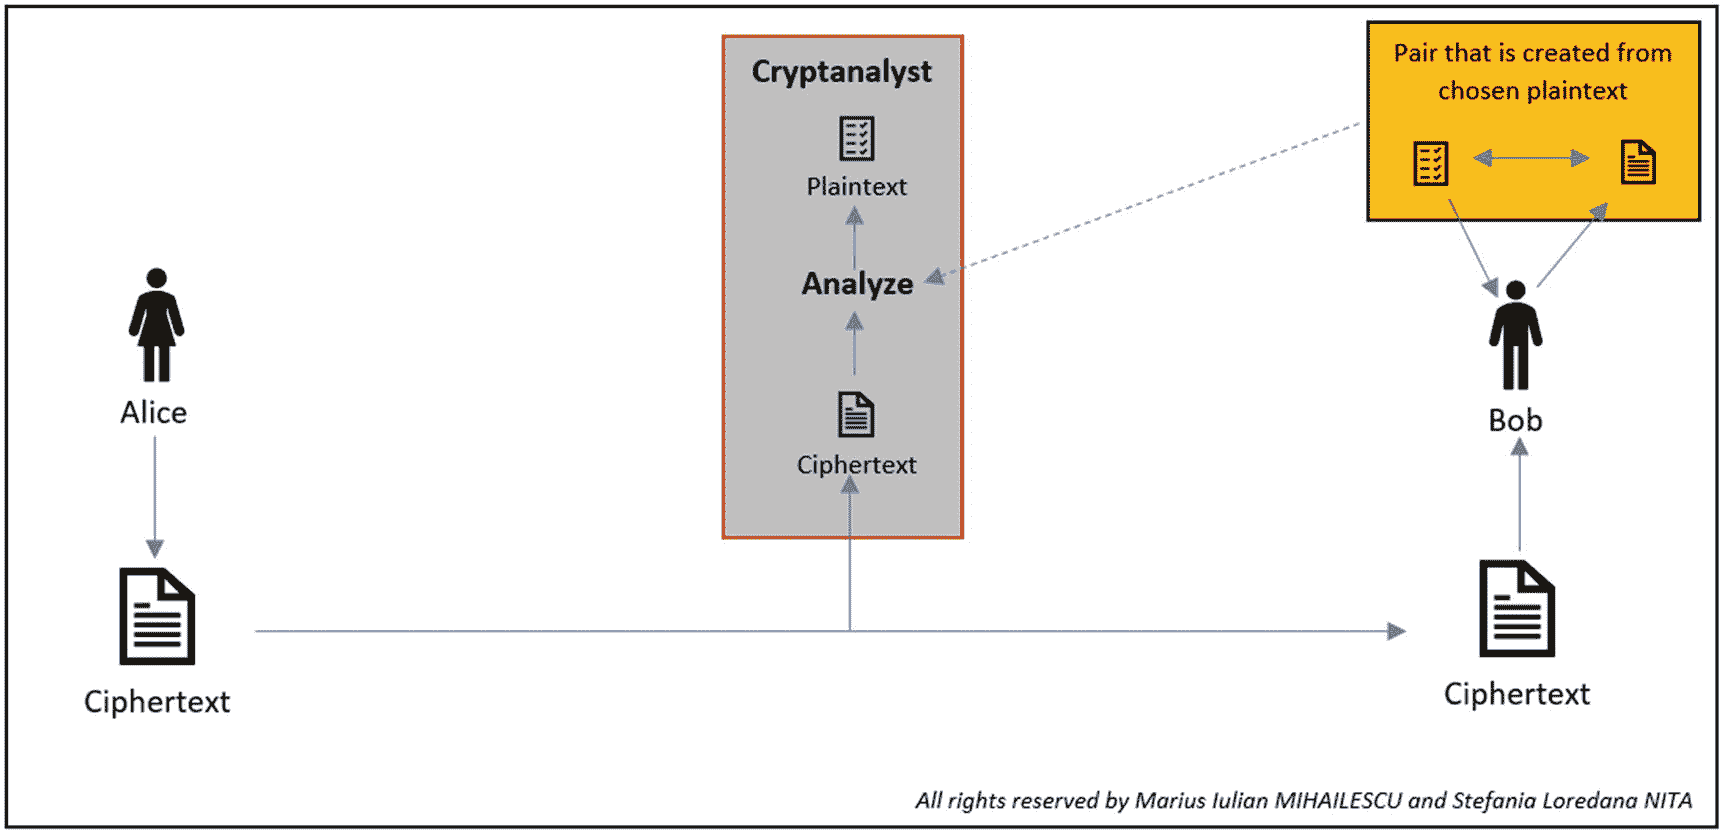 Cryptanalyst
Plaintext
Analyze
Ciphertext
Pair that is created from
chosen plaintext
Alice
Bob
Ciphertext
Ciphertext
All rights reserved by Marius Iulian MIHAILESCU and Stefania Loredana NITA